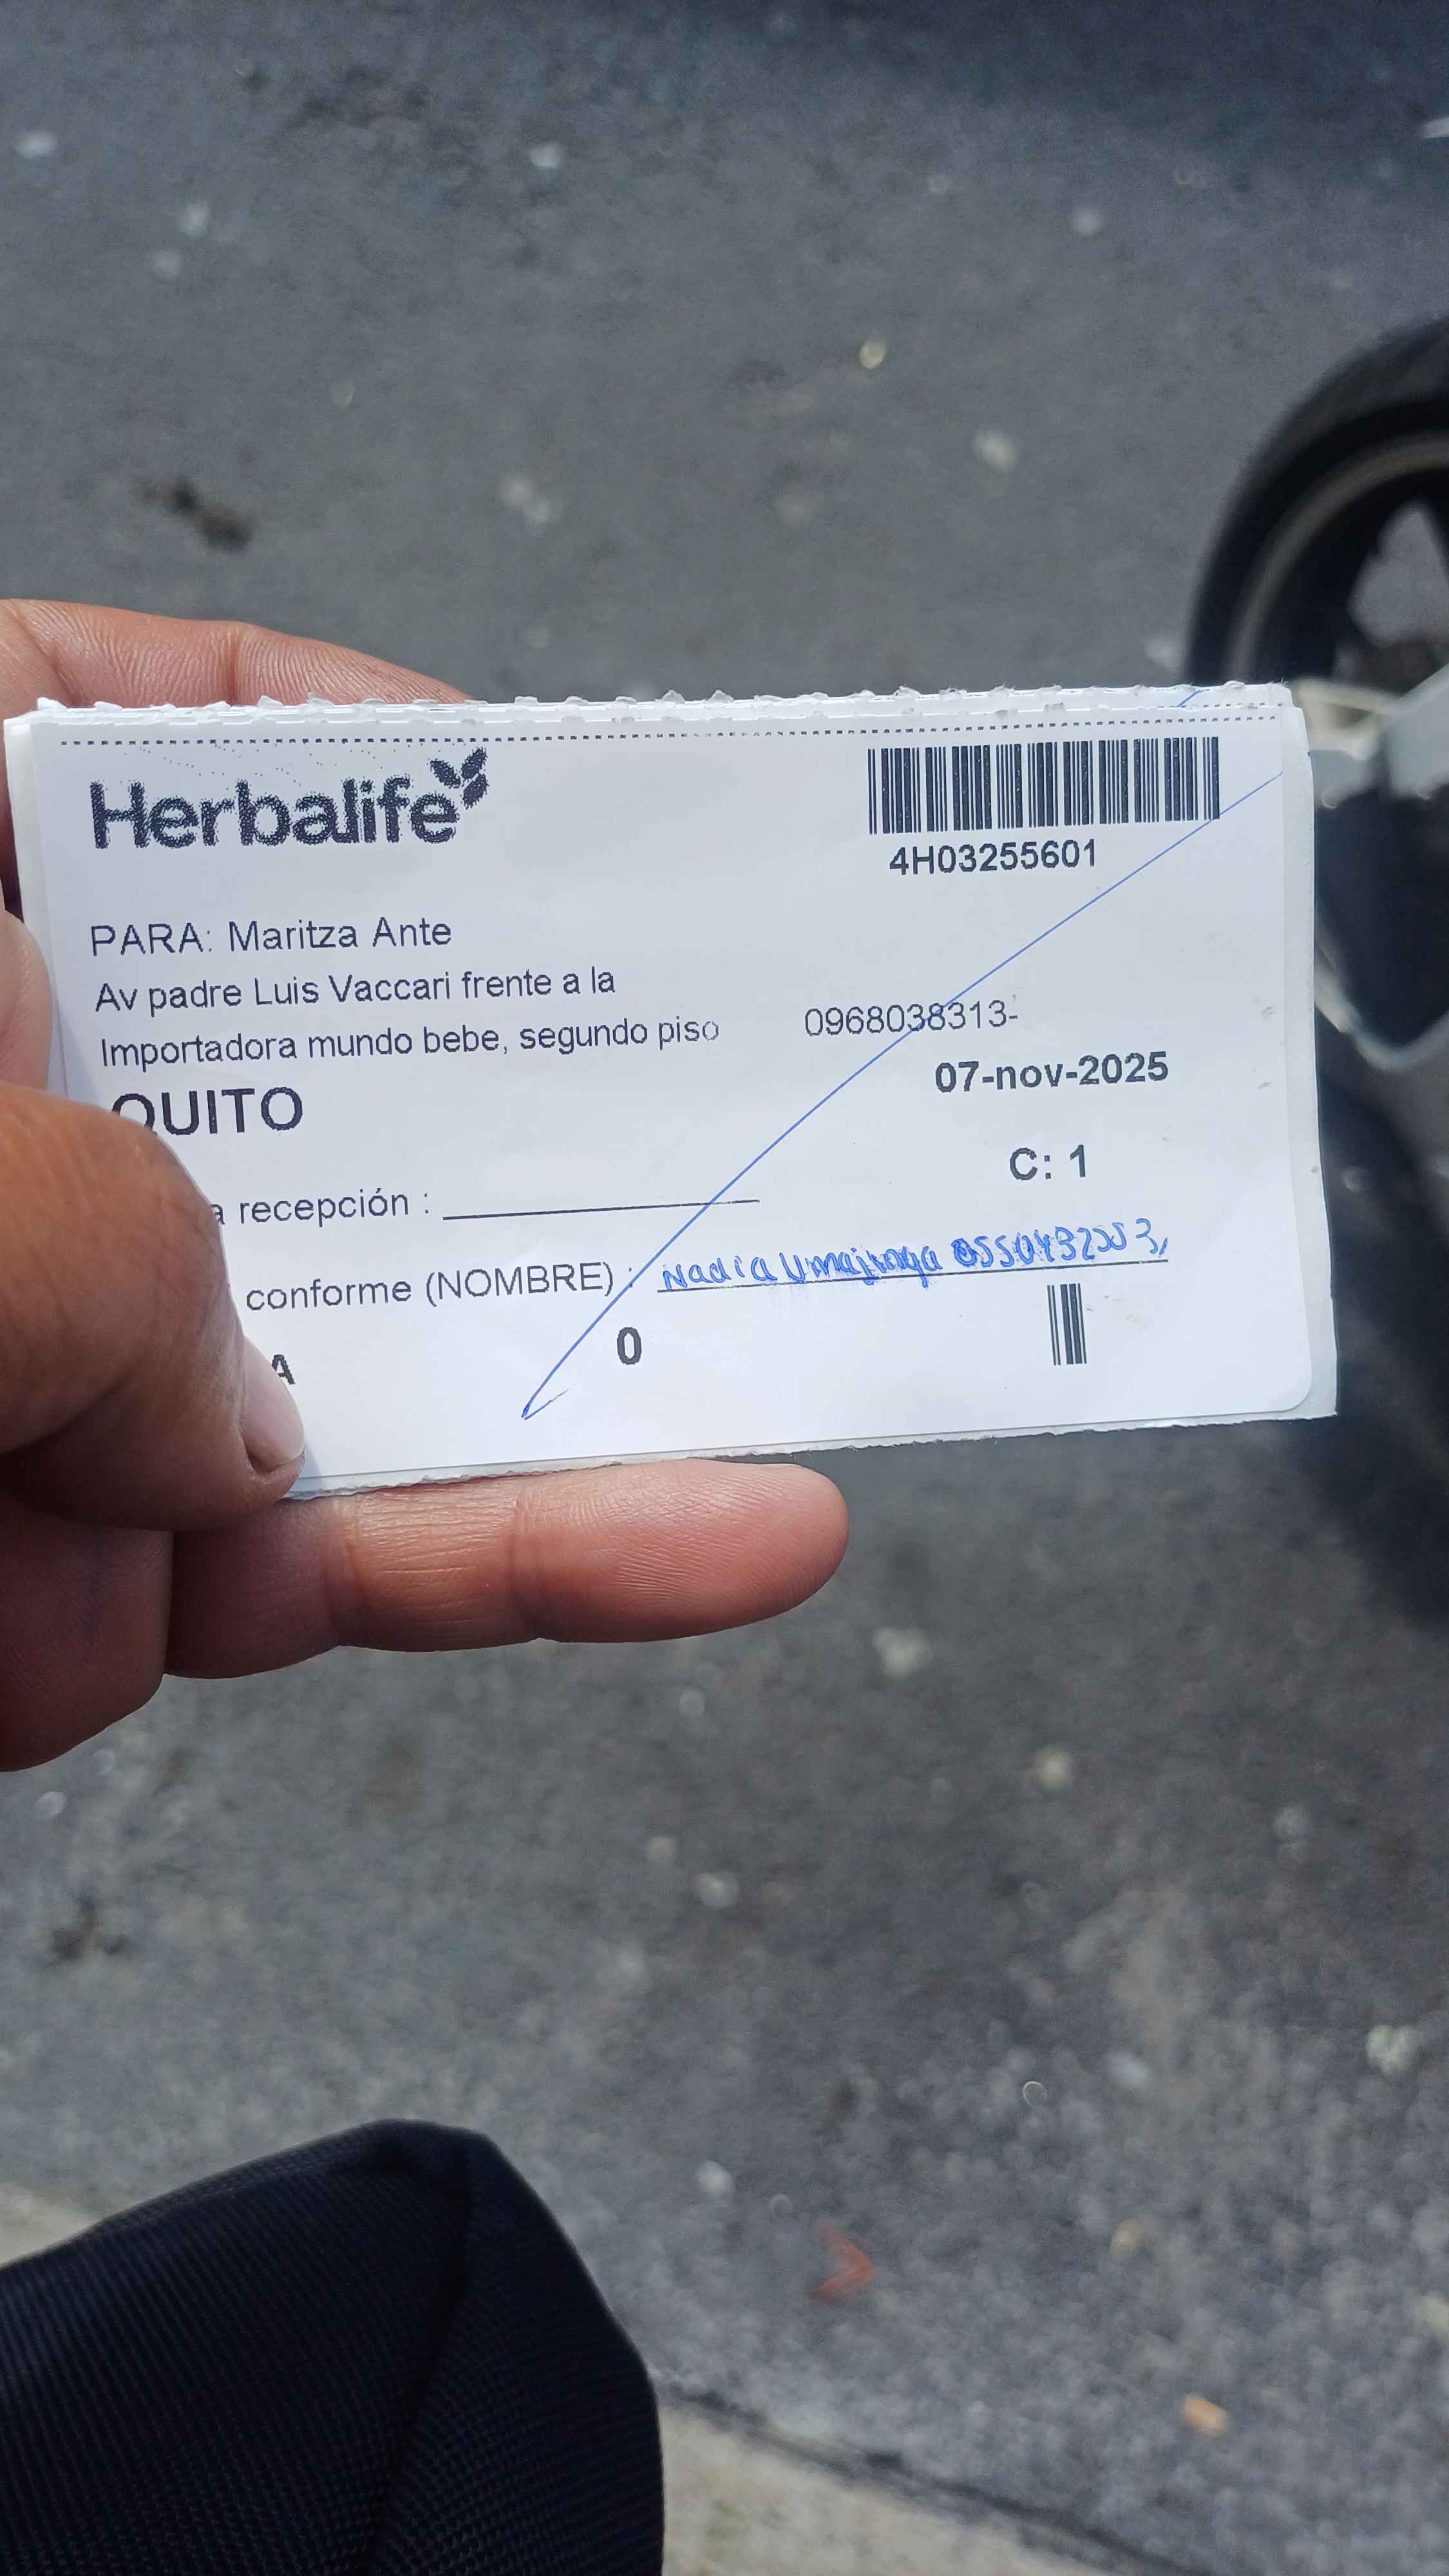 Herbalife
4H03255601
PARA: Maritza Ante
Av padre Luis Vaccari frente a la
Importadora mundo bebe, segundo piso 0968038313-
QUITO
07-nov-2025
C: 1
a recepción :
conforme (NOMBRE) : Nadia
A 0